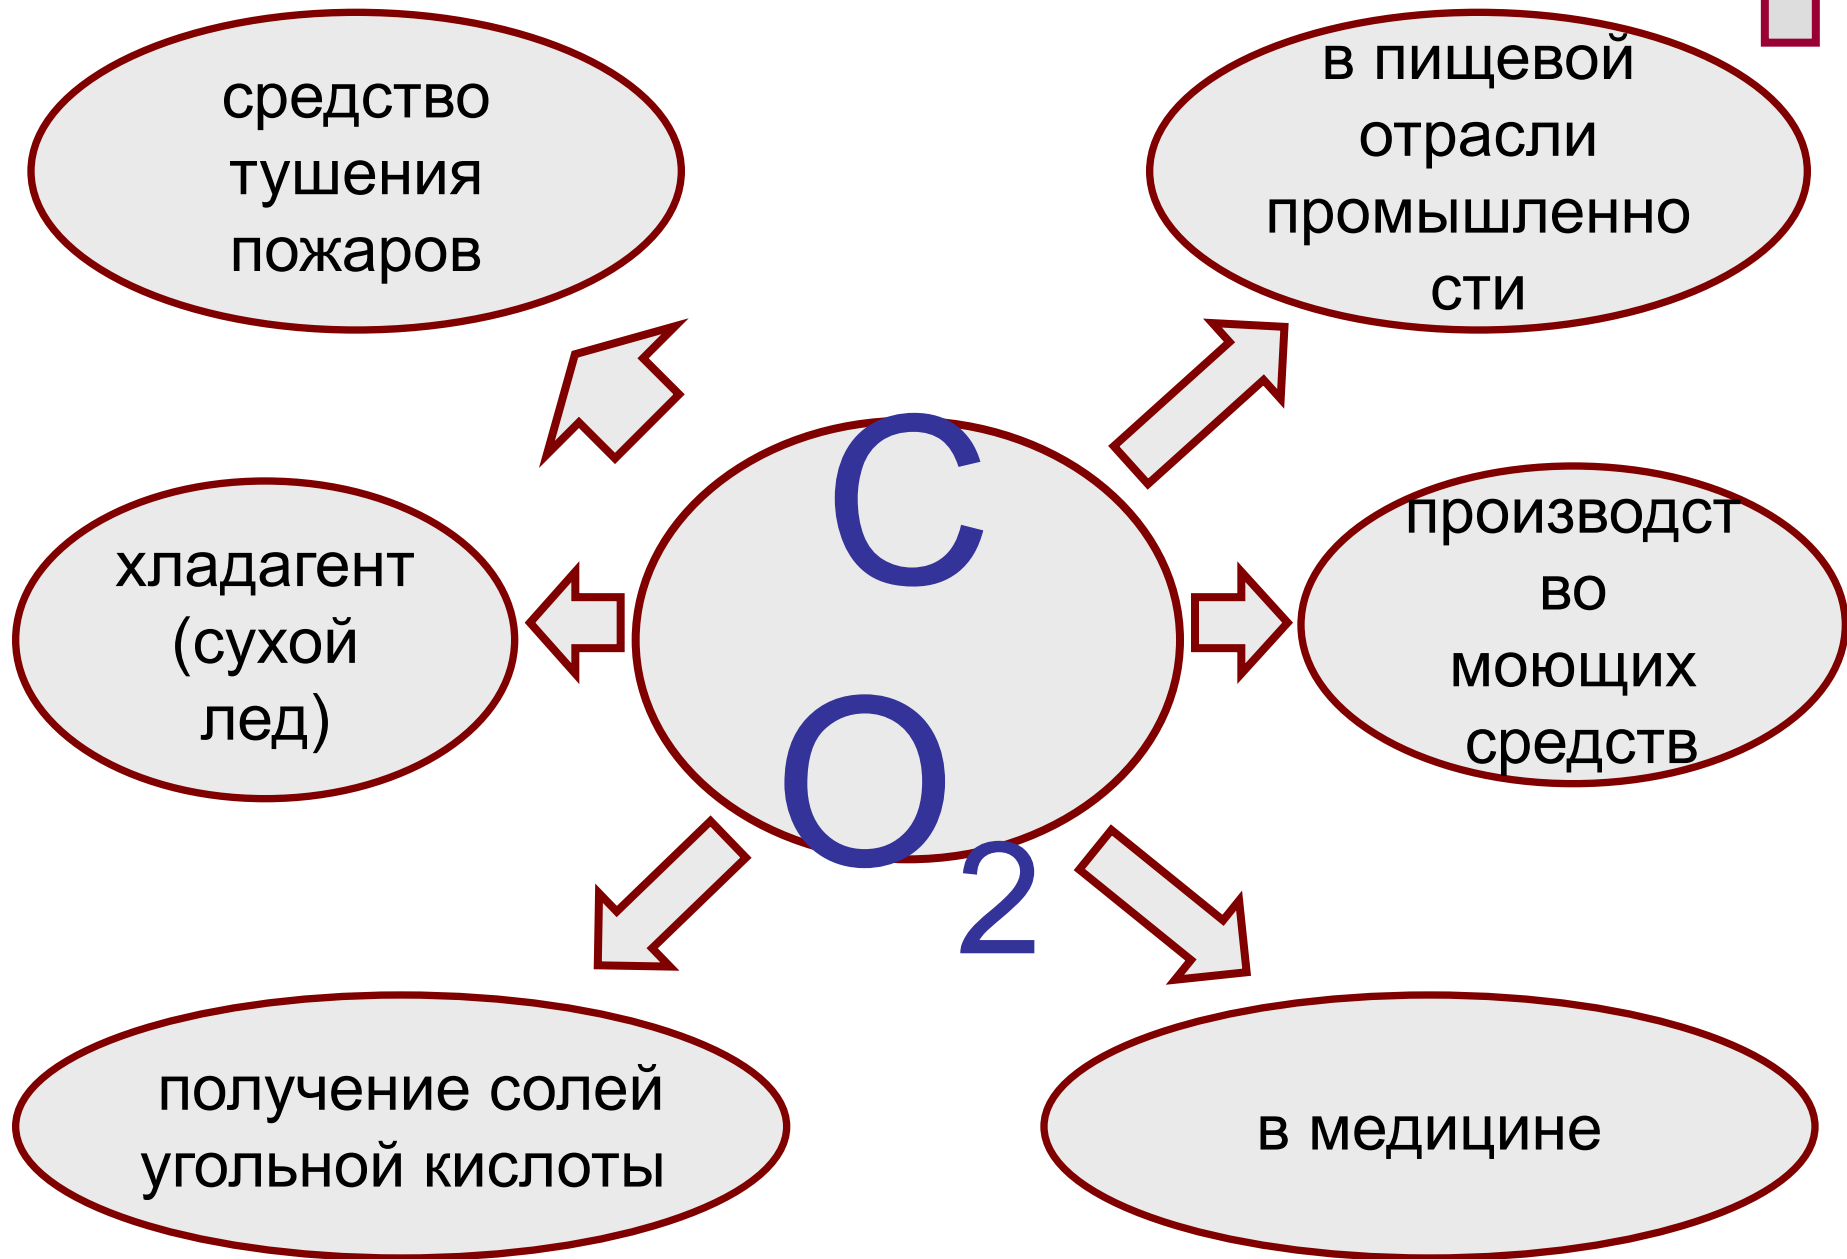 средство
тушения
пожаров
в пищевой
отрасли
промышленно
сти
С
О2
хладагент
(сухой
лед)
производст
во
моющих
средств
получение солей
угольной кислоты
в медицине